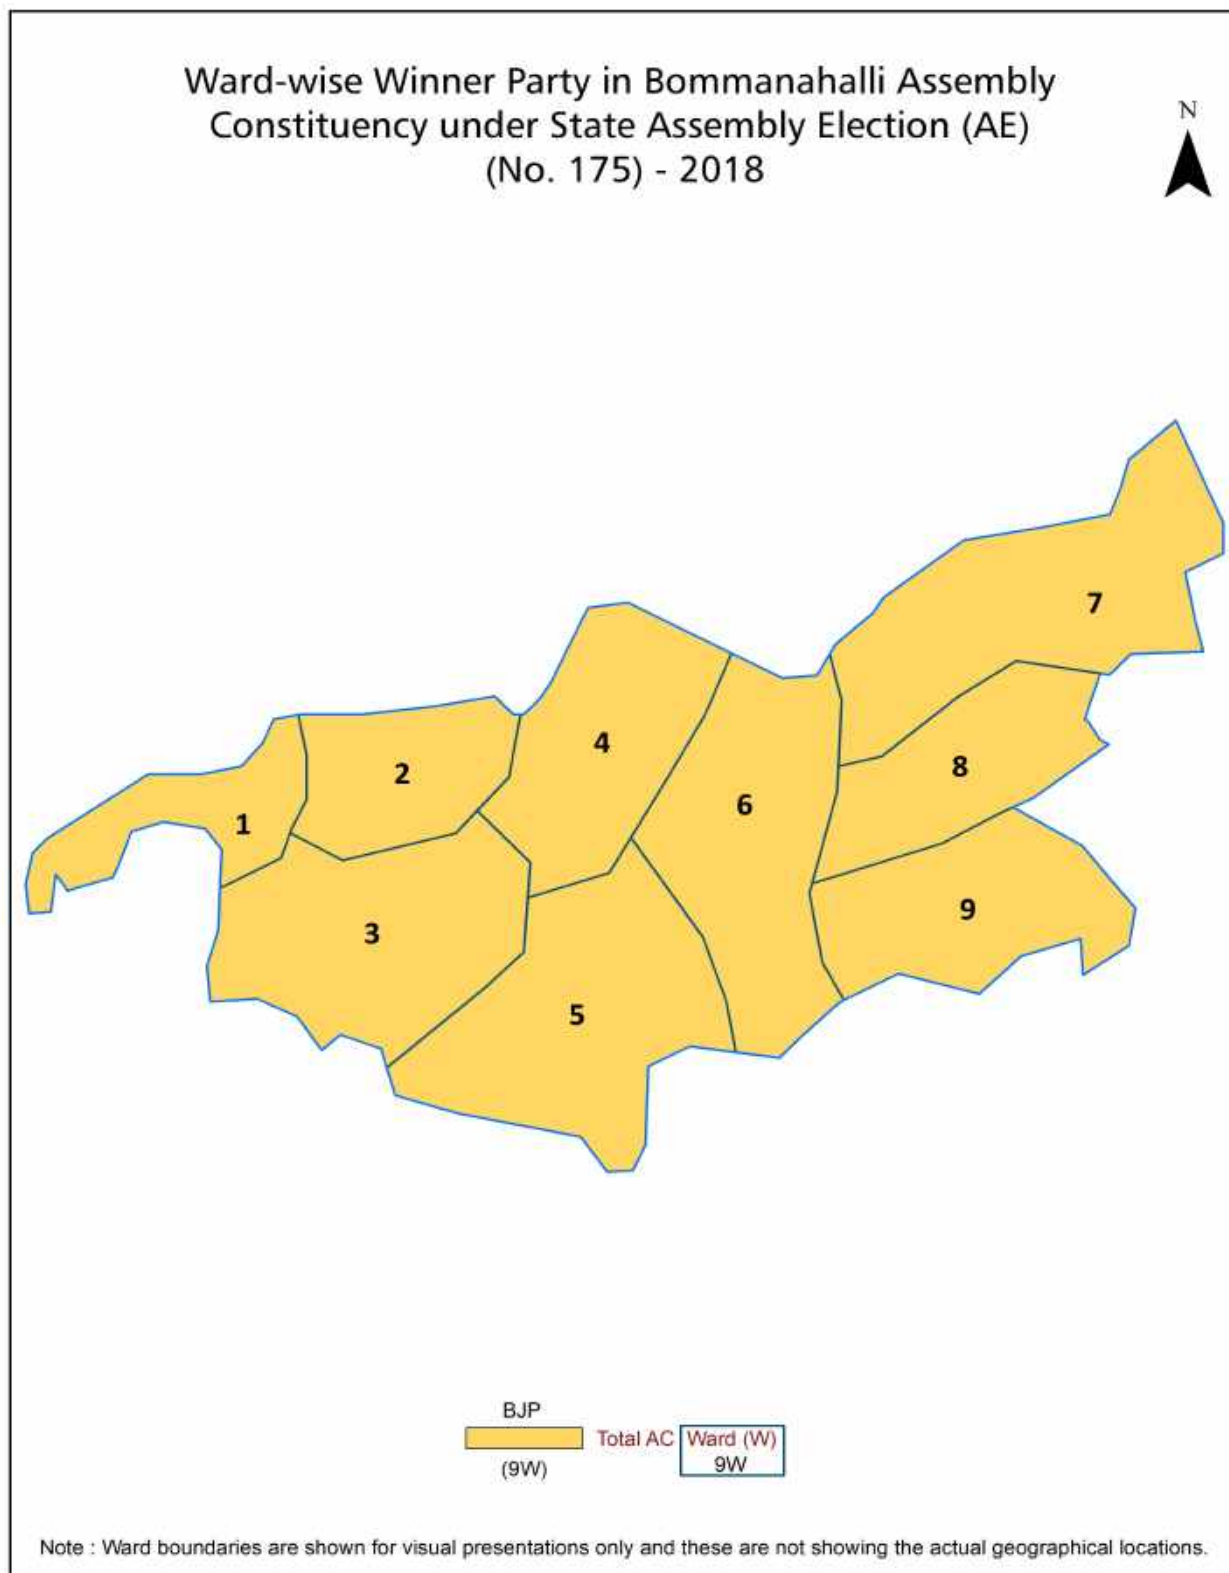 Ward-wise Winner Party in Bommanahalli Assembly
Constituency under State Assembly Election (AE)
(No. 175) - 2018
N
7
4
2
8
6
1
9
3
5
BJP
Total AC
Ward (W)
9W
(9W)
Note : Ward boundaries are shown for visual presentations only and these are not showing the actual geographical locations.